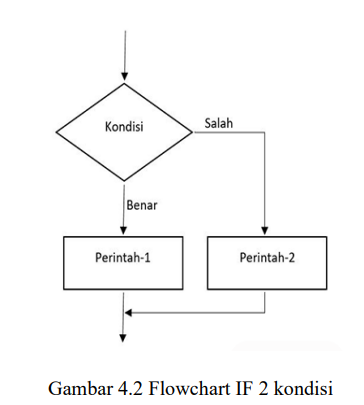 Kondisi
Salah
Benar
Perintah-1
Perintah-2
Gambar 4.2 Flowchart IF 2 kondisi